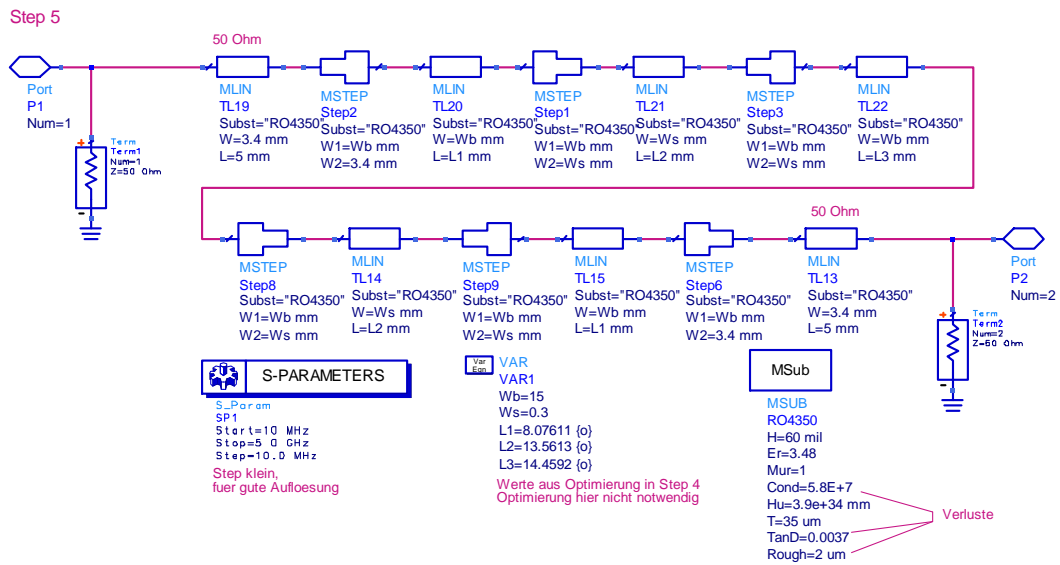 Step 5
50 Ohm
Port
P1
Num=1
Term
Term1
Num=1
Z=50 Ohm
MLIN
TL19
Subst="RO4350"
W=3.4 mm
L=5 mm
MSTEP
Step2
Subst="RO4350"
W1=Wb mm
W2=3.4 mm
MLIN
TL20
Subst="RO4350"
W=Wb mm
L=L1 mm
MSTEP
Step1
Subst="RO4350"
W1=Wb mm
W2=Ws mm
MLIN
TL21
Subst="RO4350"
W=Ws mm
L=L2 mm
MSTEP
Step3
Subst="RO4350"
W1=Wb mm
W2=Ws mm
MLIN
TL22
Subst="RO4350"
W=Wb mm
L=L3 mm
50 Ohm
MSTEP
Step8
Subst="RO4350"
W1=Wb mm
W2=Ws mm
MLIN
TL14
Subst="RO4350"
W=Ws mm
L=L2 mm
MSTEP
Step9
Subst="RO4350"
W1=Wb mm
W2=Ws mm
MLIN
TL15
Subst="RO4350"
W=Wb mm
L=L1 mm
MSTEP
Step6
Subst="RO4350"
W1=Wb mm
W2=3.4 mm
MLIN
TL13
Subst="RO4350"
W=3.4 mm
L=5 mm
Port
P2
Num=2
Term
Term2
Num=2
Z=50 Ohm
S-PARAMETERS
S_Param
SP1
Start=10 MHz
Stop=5.0 GHz
Step=10.0 MHz
Step klein,
fuer gute Aufloesung
Var
Eqn
VAR
VAR1
Wb=15
Ws=0.3
L1=8.07611 {o}
L2=13.5613 {o}
L3=14.4592 {o}
Werte aus Optimierung in Step 4
Optimierung hier nicht notwendig
MSub
MSUB
RO4350
H=60 mil
Er=3.48
Mur=1
Cond=5.8E+7
Hu=3.9e+34 mm
T=35 um
TanD=0.0037
Rough=2 um
Verluste